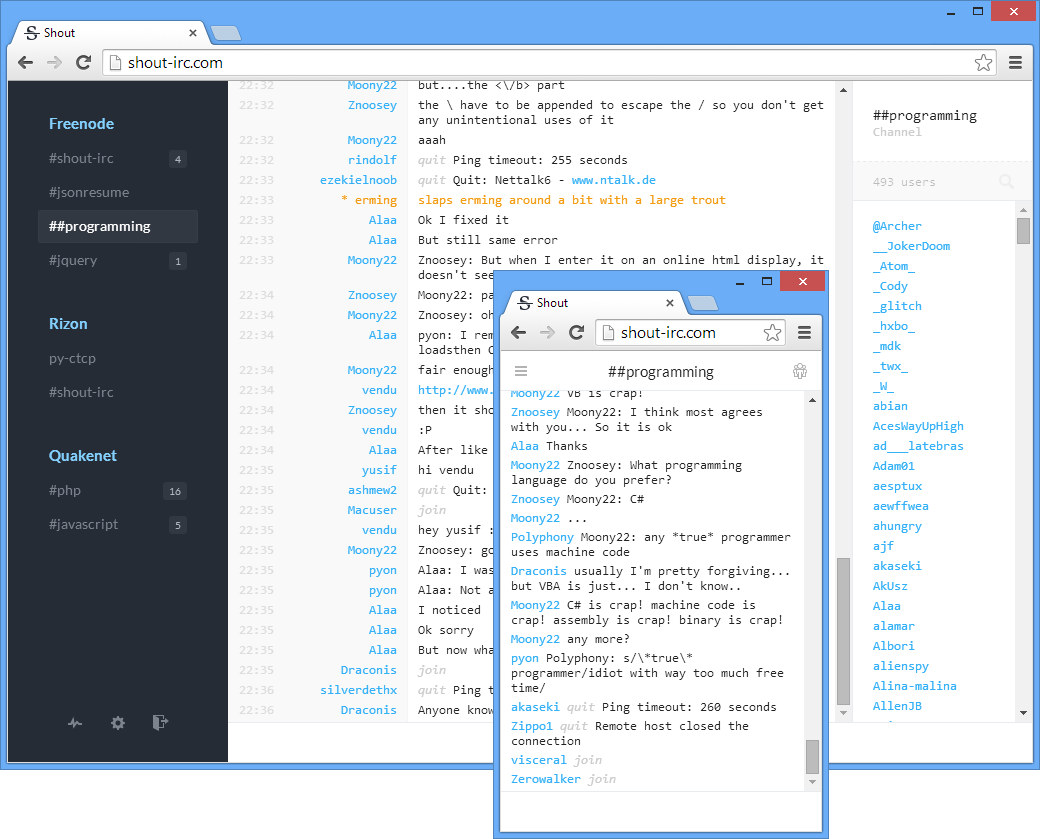 Shout
shout-irc.com
Freenode
#shout-irc 4
#jsonresume
##programming
#jquery 1
Rizon
py-ctcp
#shout-irc
Quakenet
#php 16
#javascript 5
22:32 Moony22 but....the <\/b> part
22:32 Znoosey the \ have to be appended to escape the / so you don't get
any unintentional uses of it
22:32 Moony22 aaah
22:32 rindolf quit Ping timeout: 255 seconds
22:33 ezekielnoob quit Quit: Nettalk6 - www.ntalk.de
22:33 * erming slaps erming around a bit with a large trout
22:33 Alaa Ok I fixed it
22:33 Alaa But still same error
22:33 Moony22 Znoosey: But when I enter it on an online html display, it
doesn't see
22:34 Znoosey Moony22: pa
22:34 Moony22 Znoosey: oh
22:34 Alaa pyon: I rem
loadsthen C
22:34 Moony22 fair enough
22:34 vendu http://www.
22:34 Znoosey then it sho
22:34 vendu :P
22:34 Alaa After like
22:35 yusif hi vendu
22:35 ashmew2 quit Quit:
22:35 Macuser join
22:35 vendu hey yusif :
22:35 Moony22 Znoosey: go
22:35 pyon Alaa: I was
22:35 pyon Alaa: Not a
22:35 Alaa I noticed
22:35 Alaa Ok sorry
22:35 Alaa But now wha
22:35 Draconis join
22:36 silverdethx quit Ping t
22:36 Draconis Anyone know
##programming
Channel
493 users
@Archer
__JokerDoom
_Atom_
_Cody
_glitch
_hxbo_
_mdk
_twx_
_W_
abian
AcesWayUpHigh
ad___latebras
Adam01
aesptux
aewffwea
ahungry
ajf
akaseki
AkUsz
Alaa
alamar
Albori
alienspy
Alina-malina
AllenJB
Shout
shout-irc.com
##programming
Moony22 VB is crap!
Znoosey Moony22: I think most agrees
with you... So it is ok
Alaa Thanks
Moony22 Znoosey: What programming
language do you prefer?
Znoosey Moony22: C#
Moony22 ...
Polyphony Moony22: any *true* programmer
uses machine code
Draconis usually I'm pretty forgiving...
but VBA is just... I don't know..
Moony22 C# is crap! machine code is
crap! assembly is crap! binary is crap!
Moony22 any more?
pyon Polyphony: s/\*true\*
programmer/idiot with way too much free
time/
akaseki quit Ping timeout: 260 seconds
Zippo1 quit Remote host closed the
connection
visceral join
Zerowalker join